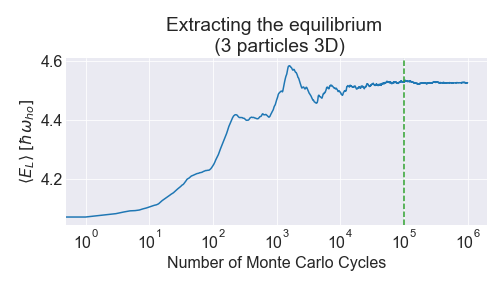 Extracting the equilibrium
(3 particles 3D)
4.6
4.4
4.2
⟨E_L⟩ [ħω_ho]
10^0 10^1 10^2 10^3 10^4 10^5 10^6
Number of Monte Carlo Cycles